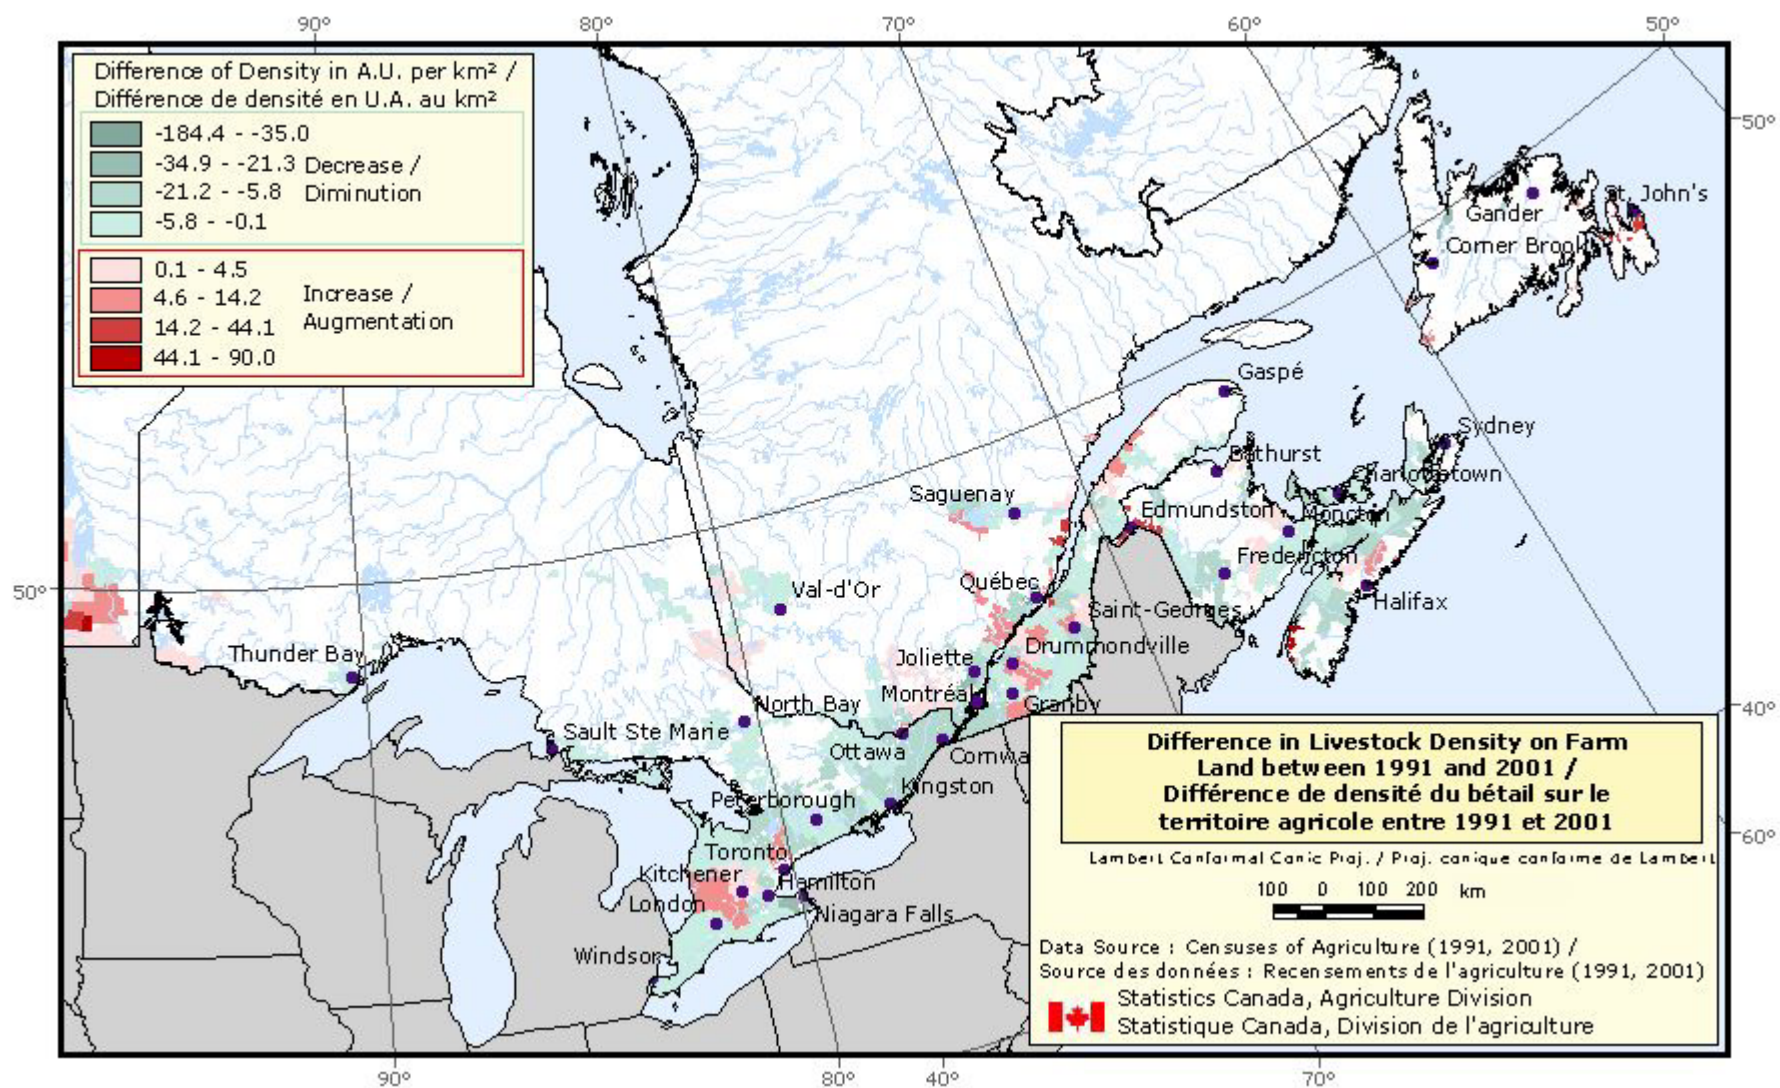 90°
80°
70°
60°
50°
Difference of Density in A.U. per km² /
Différence de densité en U.A. au km²
-184.4 - -35.0
-34.9 - -21.3
-21.2 - -5.8
-5.8 - -0.1
Decrease /
Diminution
0.1 - 4.5
4.6 - 14.2
14.2 - 44.1
44.1 - 90.0
Increase /
Augmentation
50°
St. John's
Gander
Corner Brook
Gaspé
Sydney
Bathurst
Charlottetown
Saguenay
Edmundston
Moncton
Fredericton
50°
Val-d'Or
Québec
Halifax
Saint-Georges
Thunder Bay
Drummondville
Joliette
Montréal
Granby
North Bay
40°
Sault Ste Marie
Ottawa
Cornwa
Kingston
Peterborough
Toronto
Kitchener
Hamilton
London
Niagara Falls
Windsor
60°
Difference in Livestock Density on Farm
Land between 1991 and 2001 /
Différence de densité du bétail sur le
territoire agricole entre 1991 et 2001
Lambert Conformal Conic Proj. / Proj. conique conforme de Lambert
100 0 100 200 km
Data Source : Censuses of Agriculture (1991, 2001) /
Source des données : Recensements de l'agriculture (1991, 2001)
Statistics Canada, Agriculture Division
Statistique Canada, Division de l'agriculture
90°
80°
40°
70°